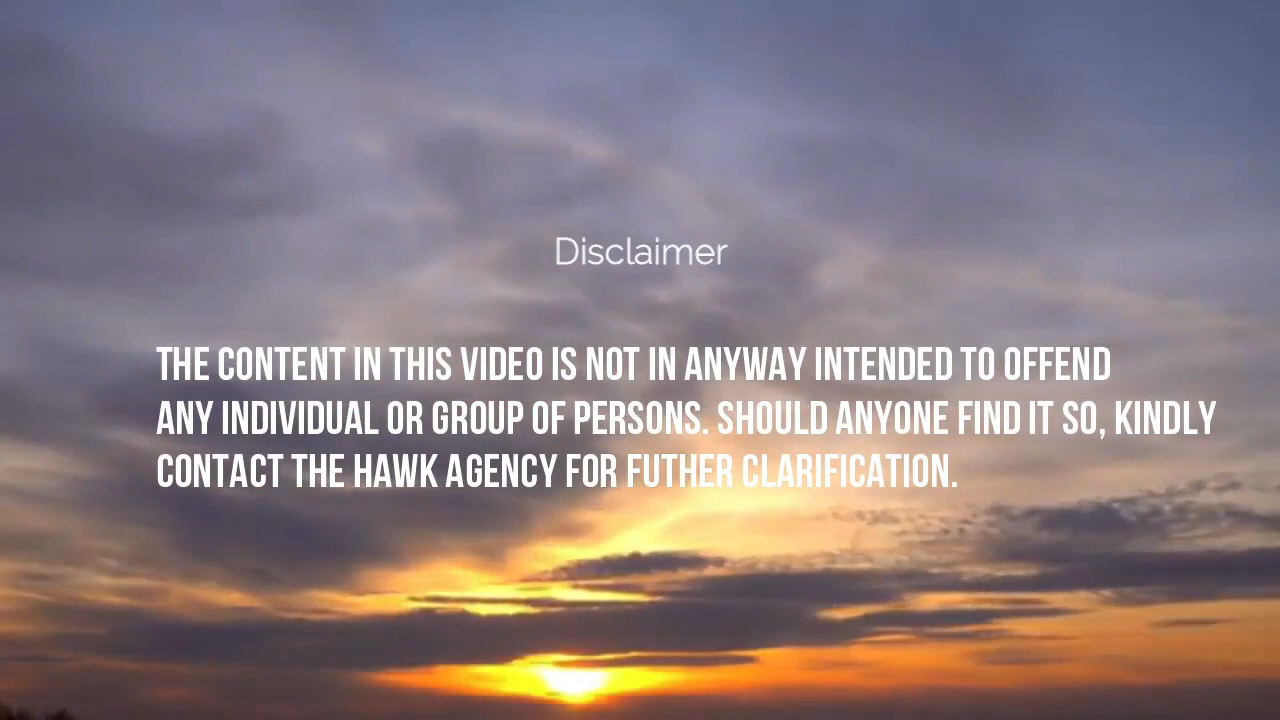 Disclaimer
THE CONTENT IN THIS VIDEO IS NOT IN ANYWAY INTENDED TO OFFEND
ANY INDIVIDUAL OR GROUP OF PERSONS. SHOULD ANYONE FIND IT SO, KINDLY
CONTACT THE HAWK AGENCY FOR FUTHER CLARIFICATION.